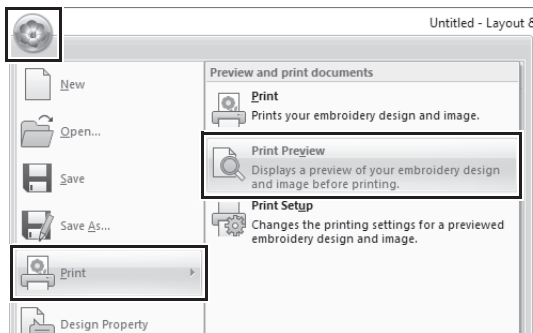 Untitled - Layout &
New
Open...
Save
Save As...
Print
Design Property
Preview and print documents
Print
Prints your embroidery design and image.
Print Preview
Displays a preview of your embroidery design
and image before printing.
Print Setup
Changes the printing settings for a previewed
embroidery design and image.